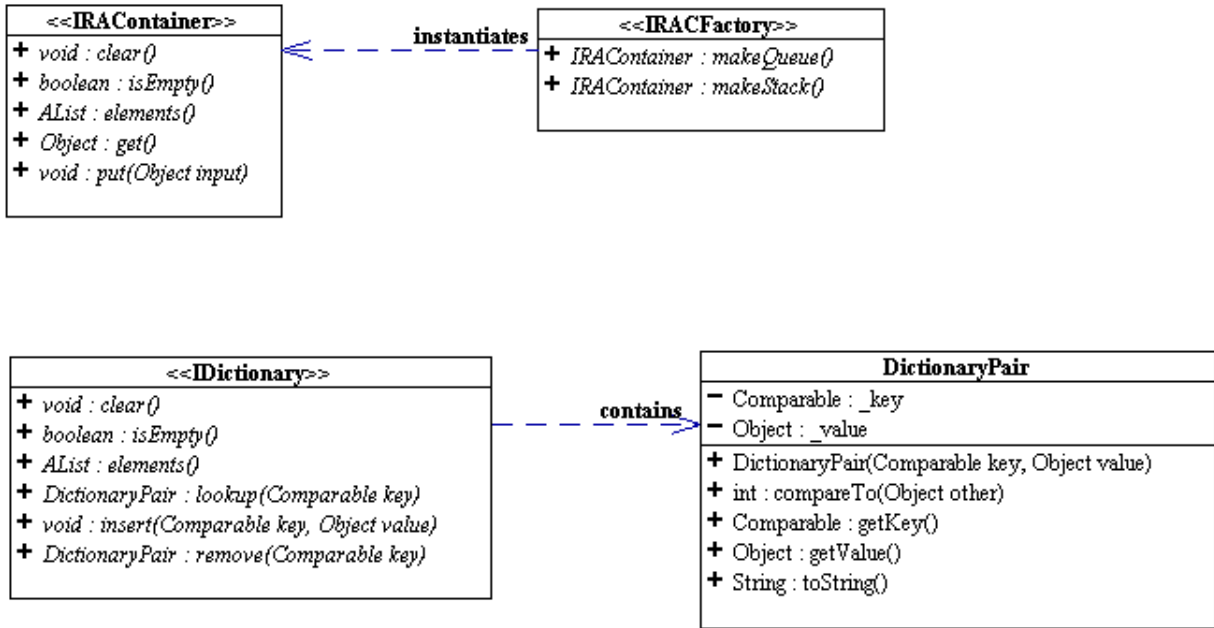 <<IRAContainer>>
+ void : clear()
+ boolean : isEmpty()
+ AList : elements()
+ Object : get()
+ void : put(Object input)
instantiates
<<IRACFactory>>
+ IRAContainer : makeQueue()
+ IRAContainer : makeStack()
<<IDictionary>>
+ void : clear()
+ boolean : isEmpty()
+ AList : elements()
+ DictionaryPair : lookup(Comparable key)
+ void : insert(Comparable key, Object value)
+ DictionaryPair : remove(Comparable key)
contains
DictionaryPair
- Comparable : _key
- Object : _value
+ DictionaryPair(Comparable key, Object value)
+ int : compareTo(Object other)
+ Comparable : getKey()
+ Object : getValue()
+ String : toString()